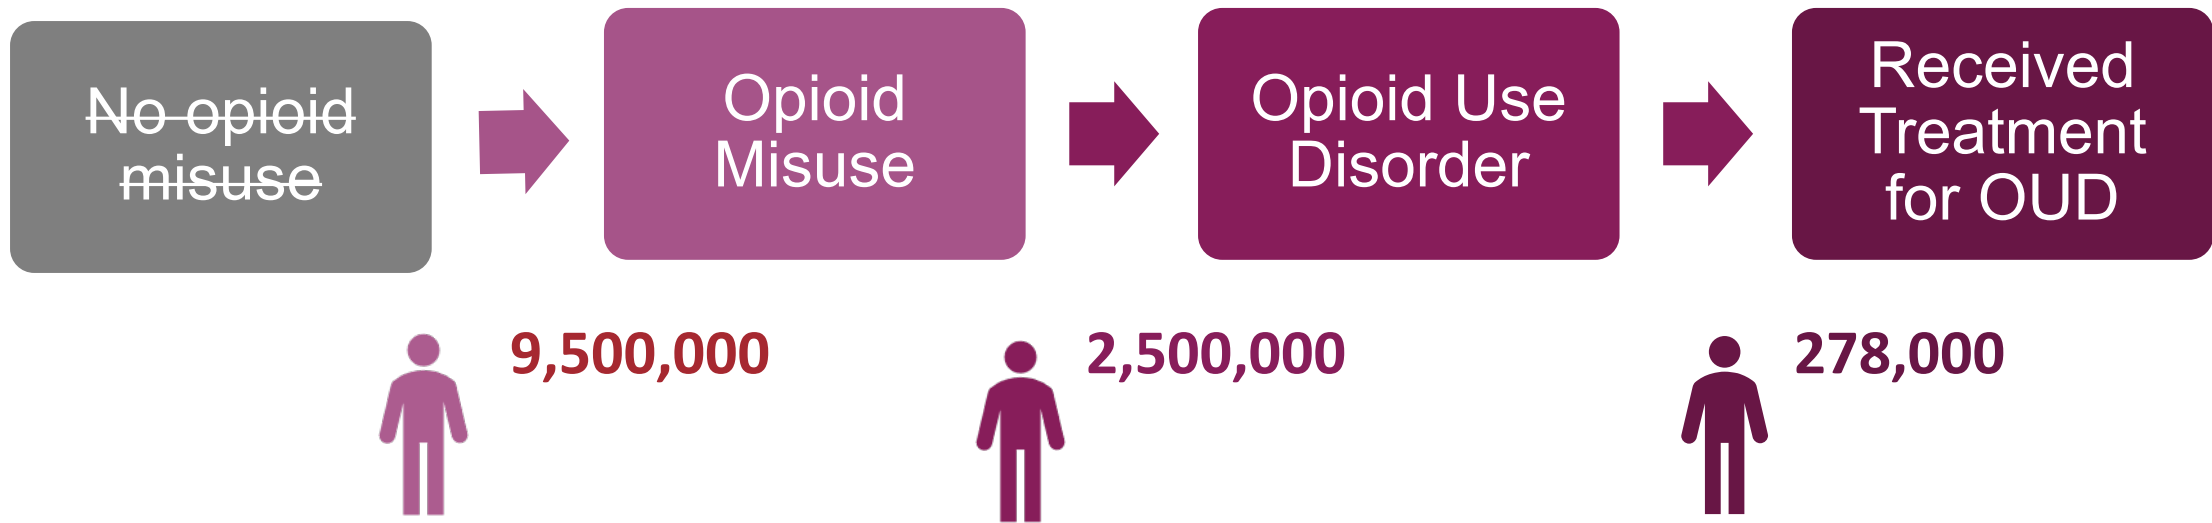 No opioid
misuse
Opioid
Misuse
Opioid Use
Disorder
Received
Treatment
for OUD
9,500,000
2,500,000
278,000